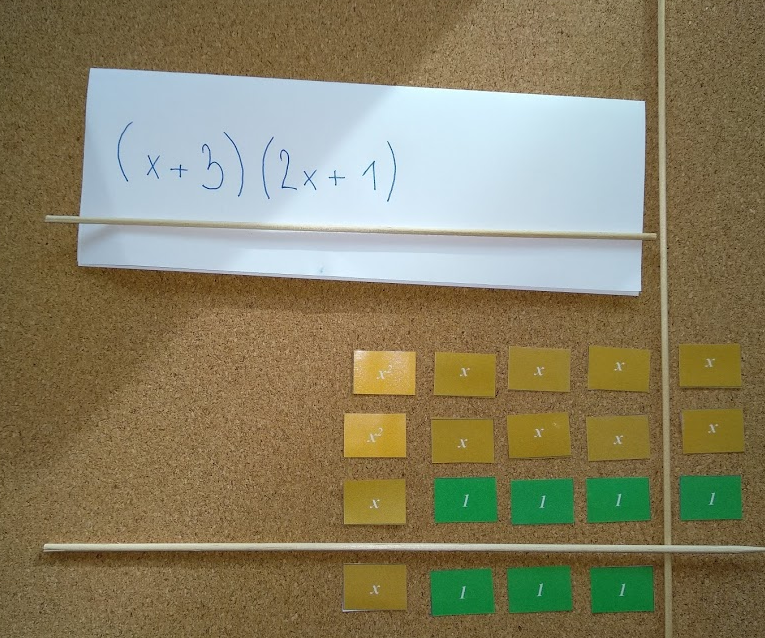 (x+3)(2x+1)
x² x x x x
x² x x x x
x 1 1 1 1
x 1 1 1